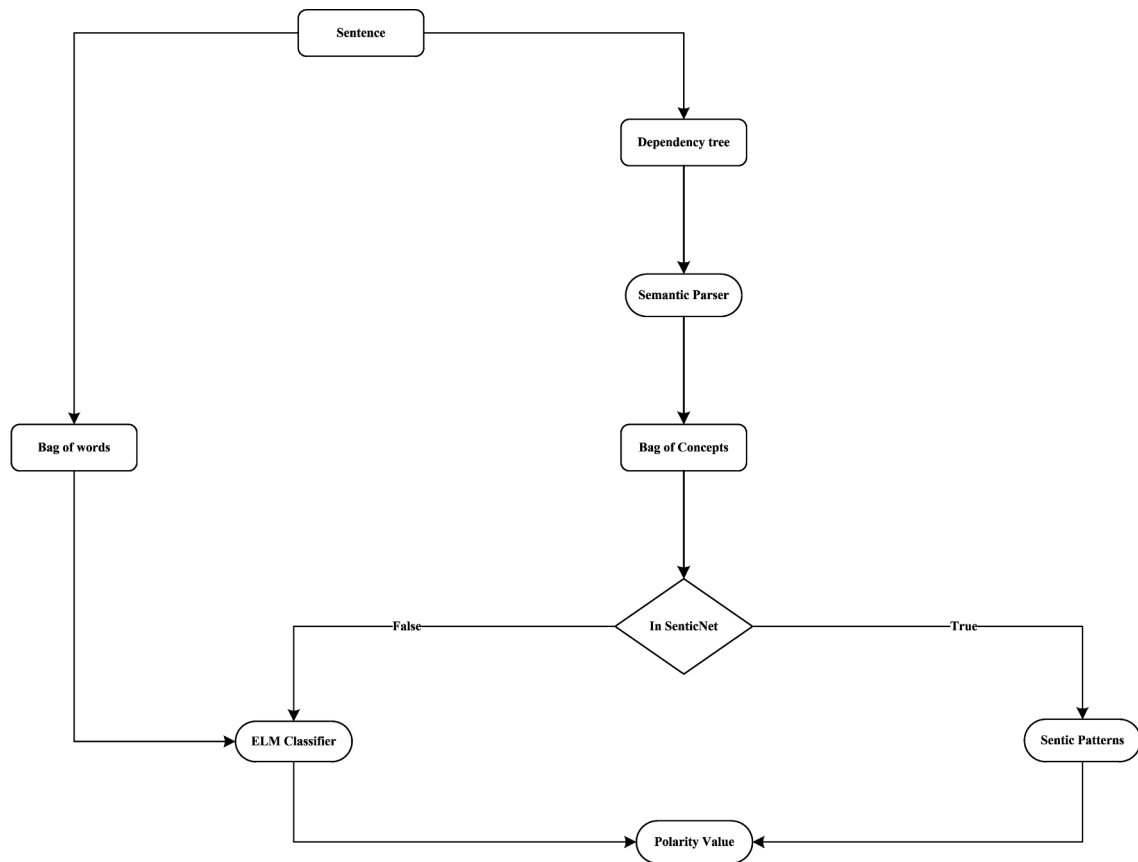 Sentence
Dependency tree
Semantic Parser
Bag of words
Bag of Concepts
In SenticNet
False
True
ELM Classifier
Sentic Patterns
Polarity Value